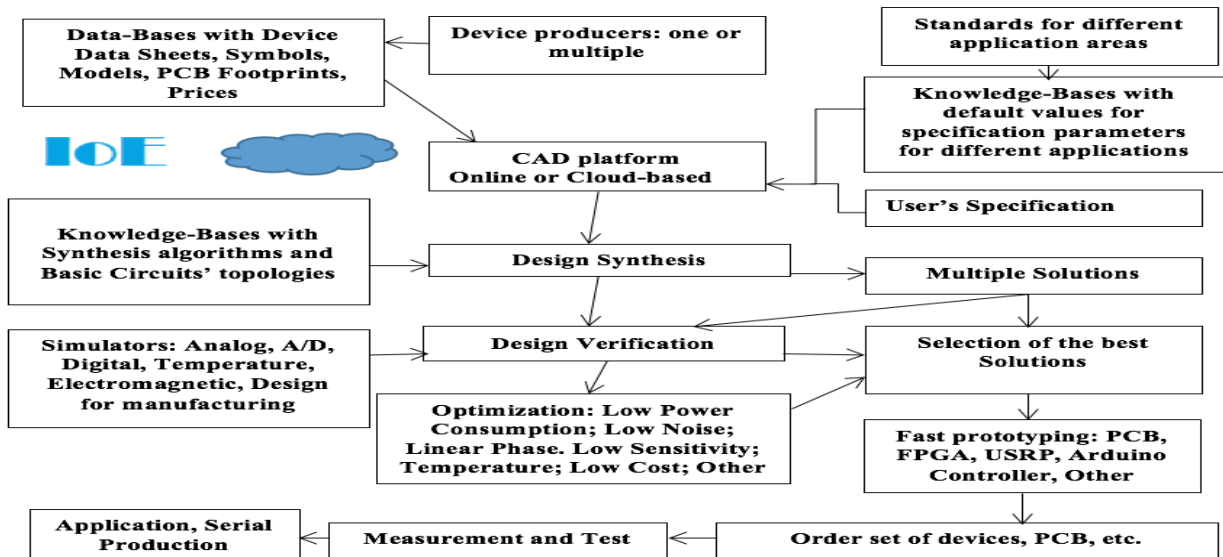 Data-Bases with Device
Data Sheets, Symbols,
Models, PCB Footprints,
Prices
Device producers: one or
multiple
Standards for different
application areas
Knowledge-Bases with
default values for
specification parameters
for different applications
IoE
CAD platform
Online or Cloud-based
User's Specification
Knowledge-Bases with
Synthesis algorithms and
Basic Circuits' topologies
Design Synthesis
Multiple Solutions
Simulators: Analog, A/D,
Digital, Temperature,
Electromagnetic, Design
for manufacturing
Design Verification
Selection of the best
Solutions
Optimization: Low Power
Consumption; Low Noise;
Linear Phase. Low Sensitivity;
Temperature; Low Cost; Other
Fast prototyping: PCB,
FPGA, USRP, Arduino
Controller, Other
Application, Serial
Production
Measurement and Test
Order set of devices, PCB, etc.